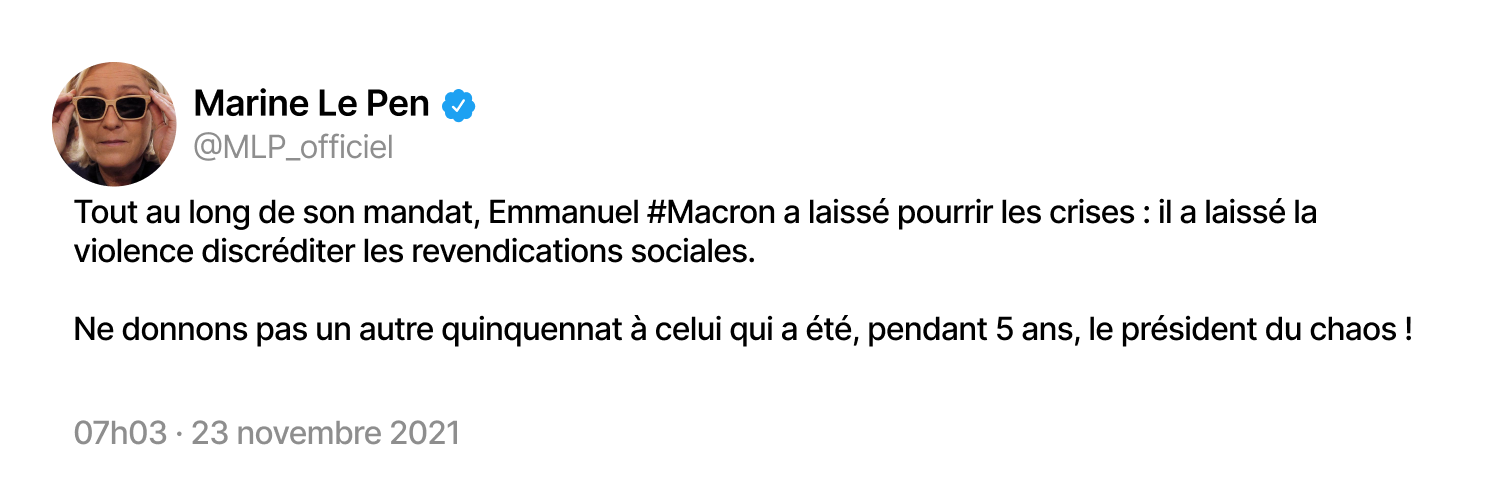 Marine Le Pen
@MLP_officiel
Tout au long de son mandat, Emmanuel #Macron a laissé pourrir les crises : il a laissé la
violence discréditer les revendications sociales.
Ne donnons pas un autre quinquennat à celui qui a été, pendant 5 ans, le président du chaos !
07h03 · 23 novembre 2021